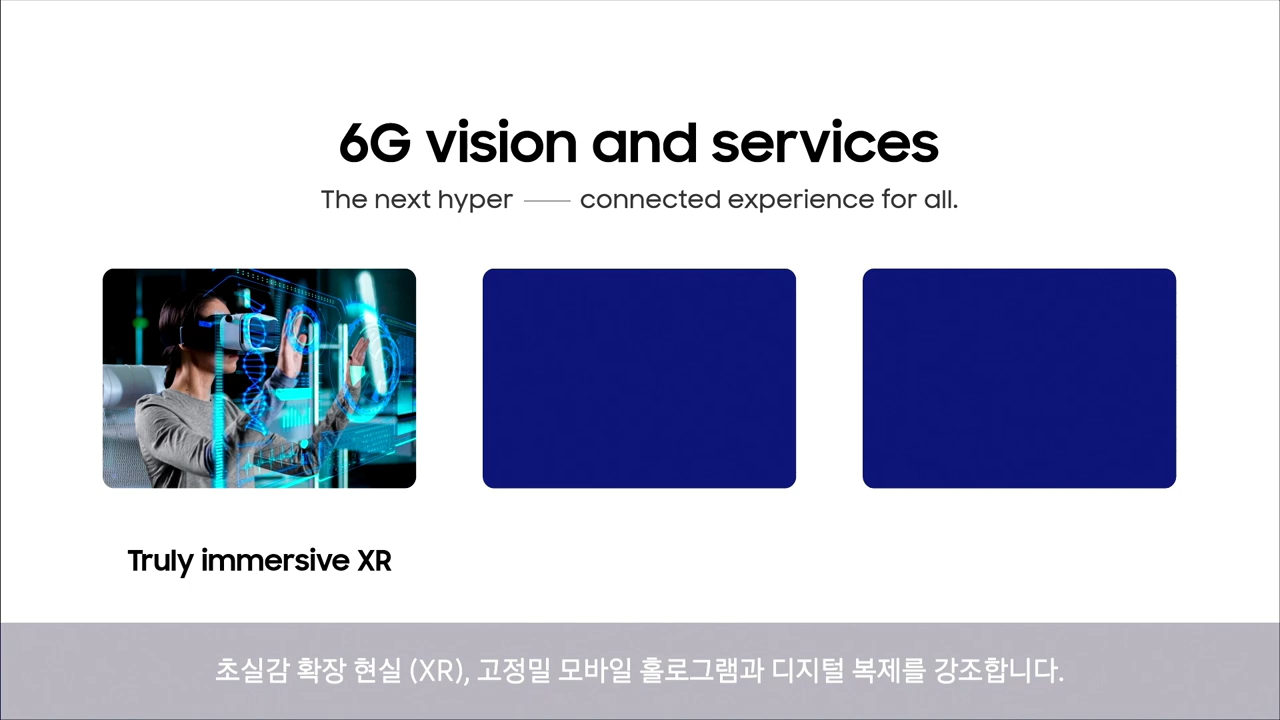 6G vision and services
The next hyper — connected experience for all.
Truly immersive XR
초실감 확장 현실 (XR), 고정밀 모바일 홀로그램과 디지털 복제를 강조합니다.